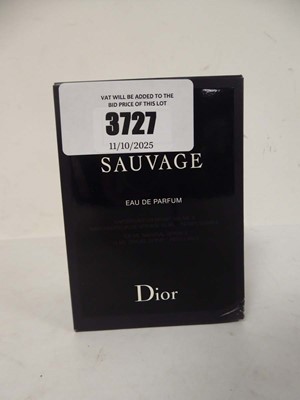 VAT WILL BE ADDED TO THE
BID PRICE OF THIS LOT
3727
11/10/2025
SAUVAGE
EAU DE PARFUM
Dior